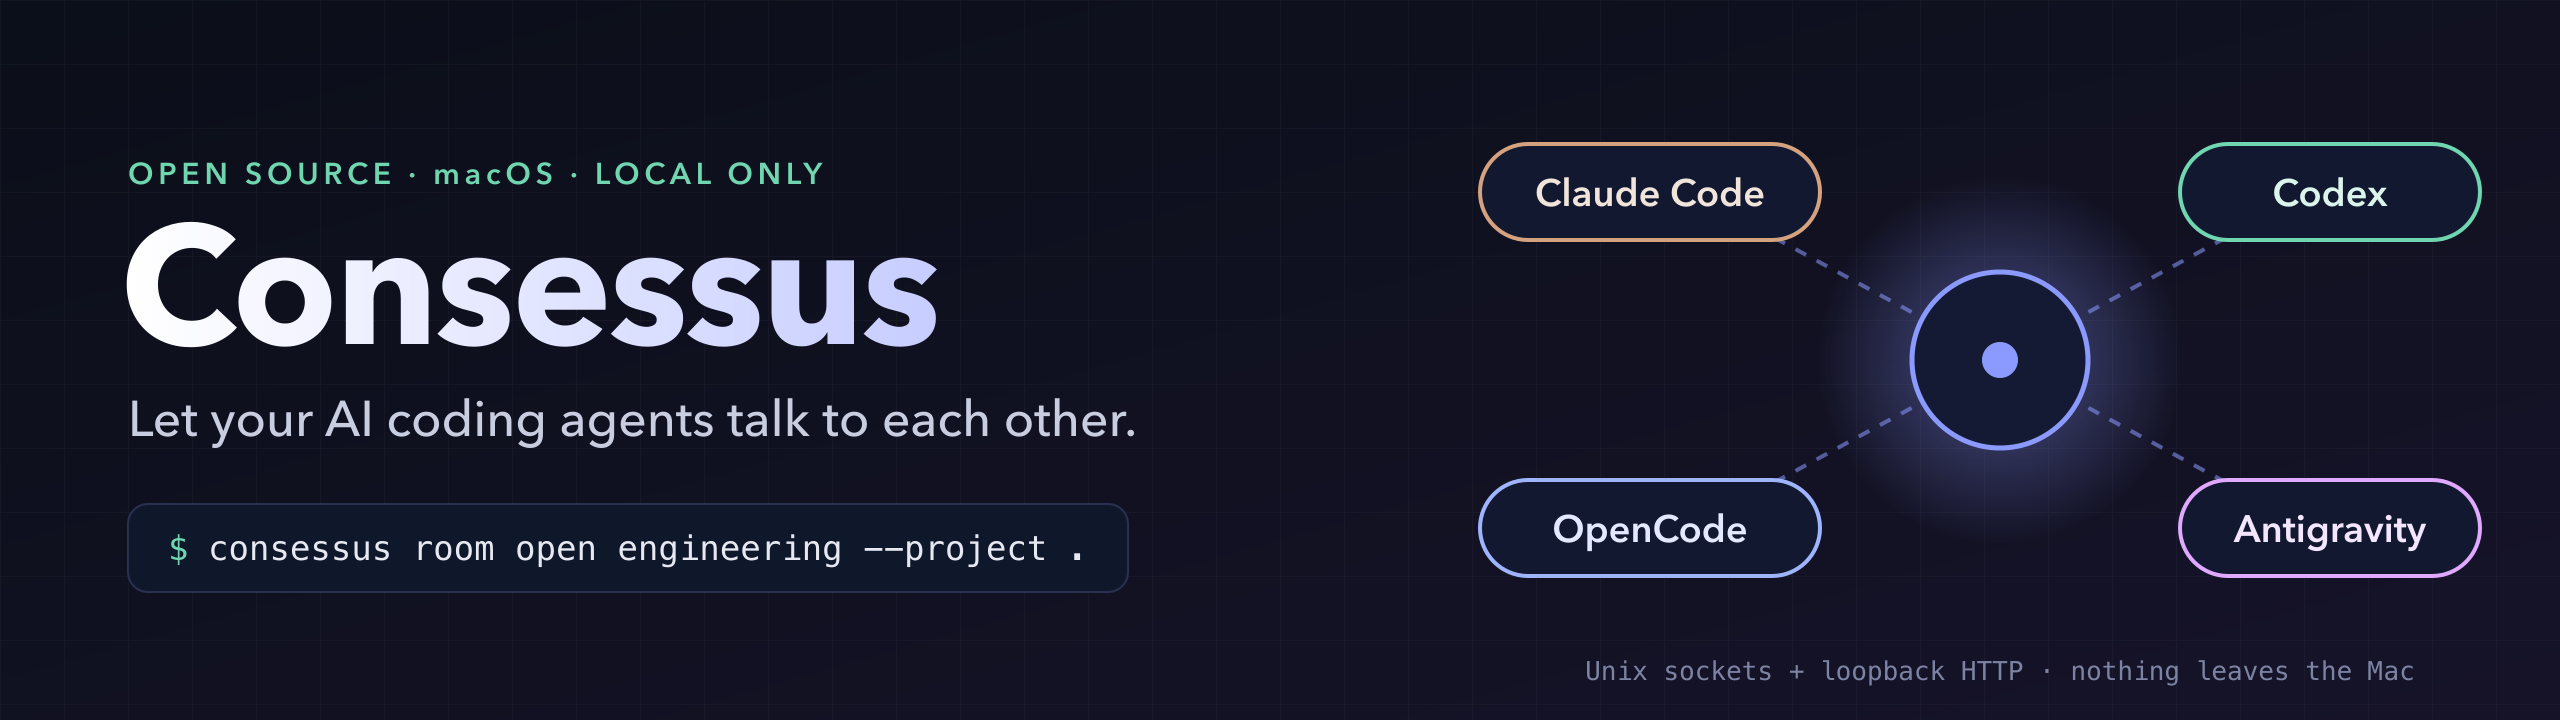 OPEN SOURCE · macOS · LOCAL ONLY
Consessus
Let your AI coding agents talk to each other.
$ consessus room open engineering --project .
Claude Code
Codex
OpenCode
Antigravity
Unix sockets + loopback HTTP · nothing leaves the Mac